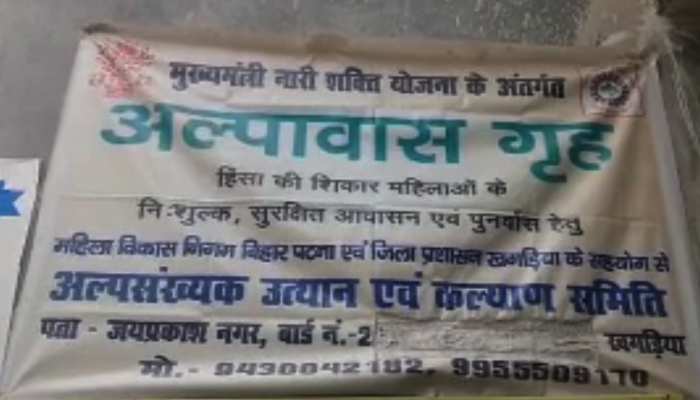 मुख्यमंत्री नारी शक्ति योजना के अंतर्गत
अल्पावास गृह
हिंसा की शिकार महिलाओं के
नि:शुल्क, सुरक्षित आवासन एवं पुनर्वास हेतु
महिला विकास निगम बिहार पटना एवं जिला प्रशासन खगड़िया के सहयोग से
अल्पसंख्यक उत्थान एवं कल्याण समिति
पता - जयप्रकाश नगर, वार्ड नं.-2 खगड़िया
मो.- 9430042182, 9955509170